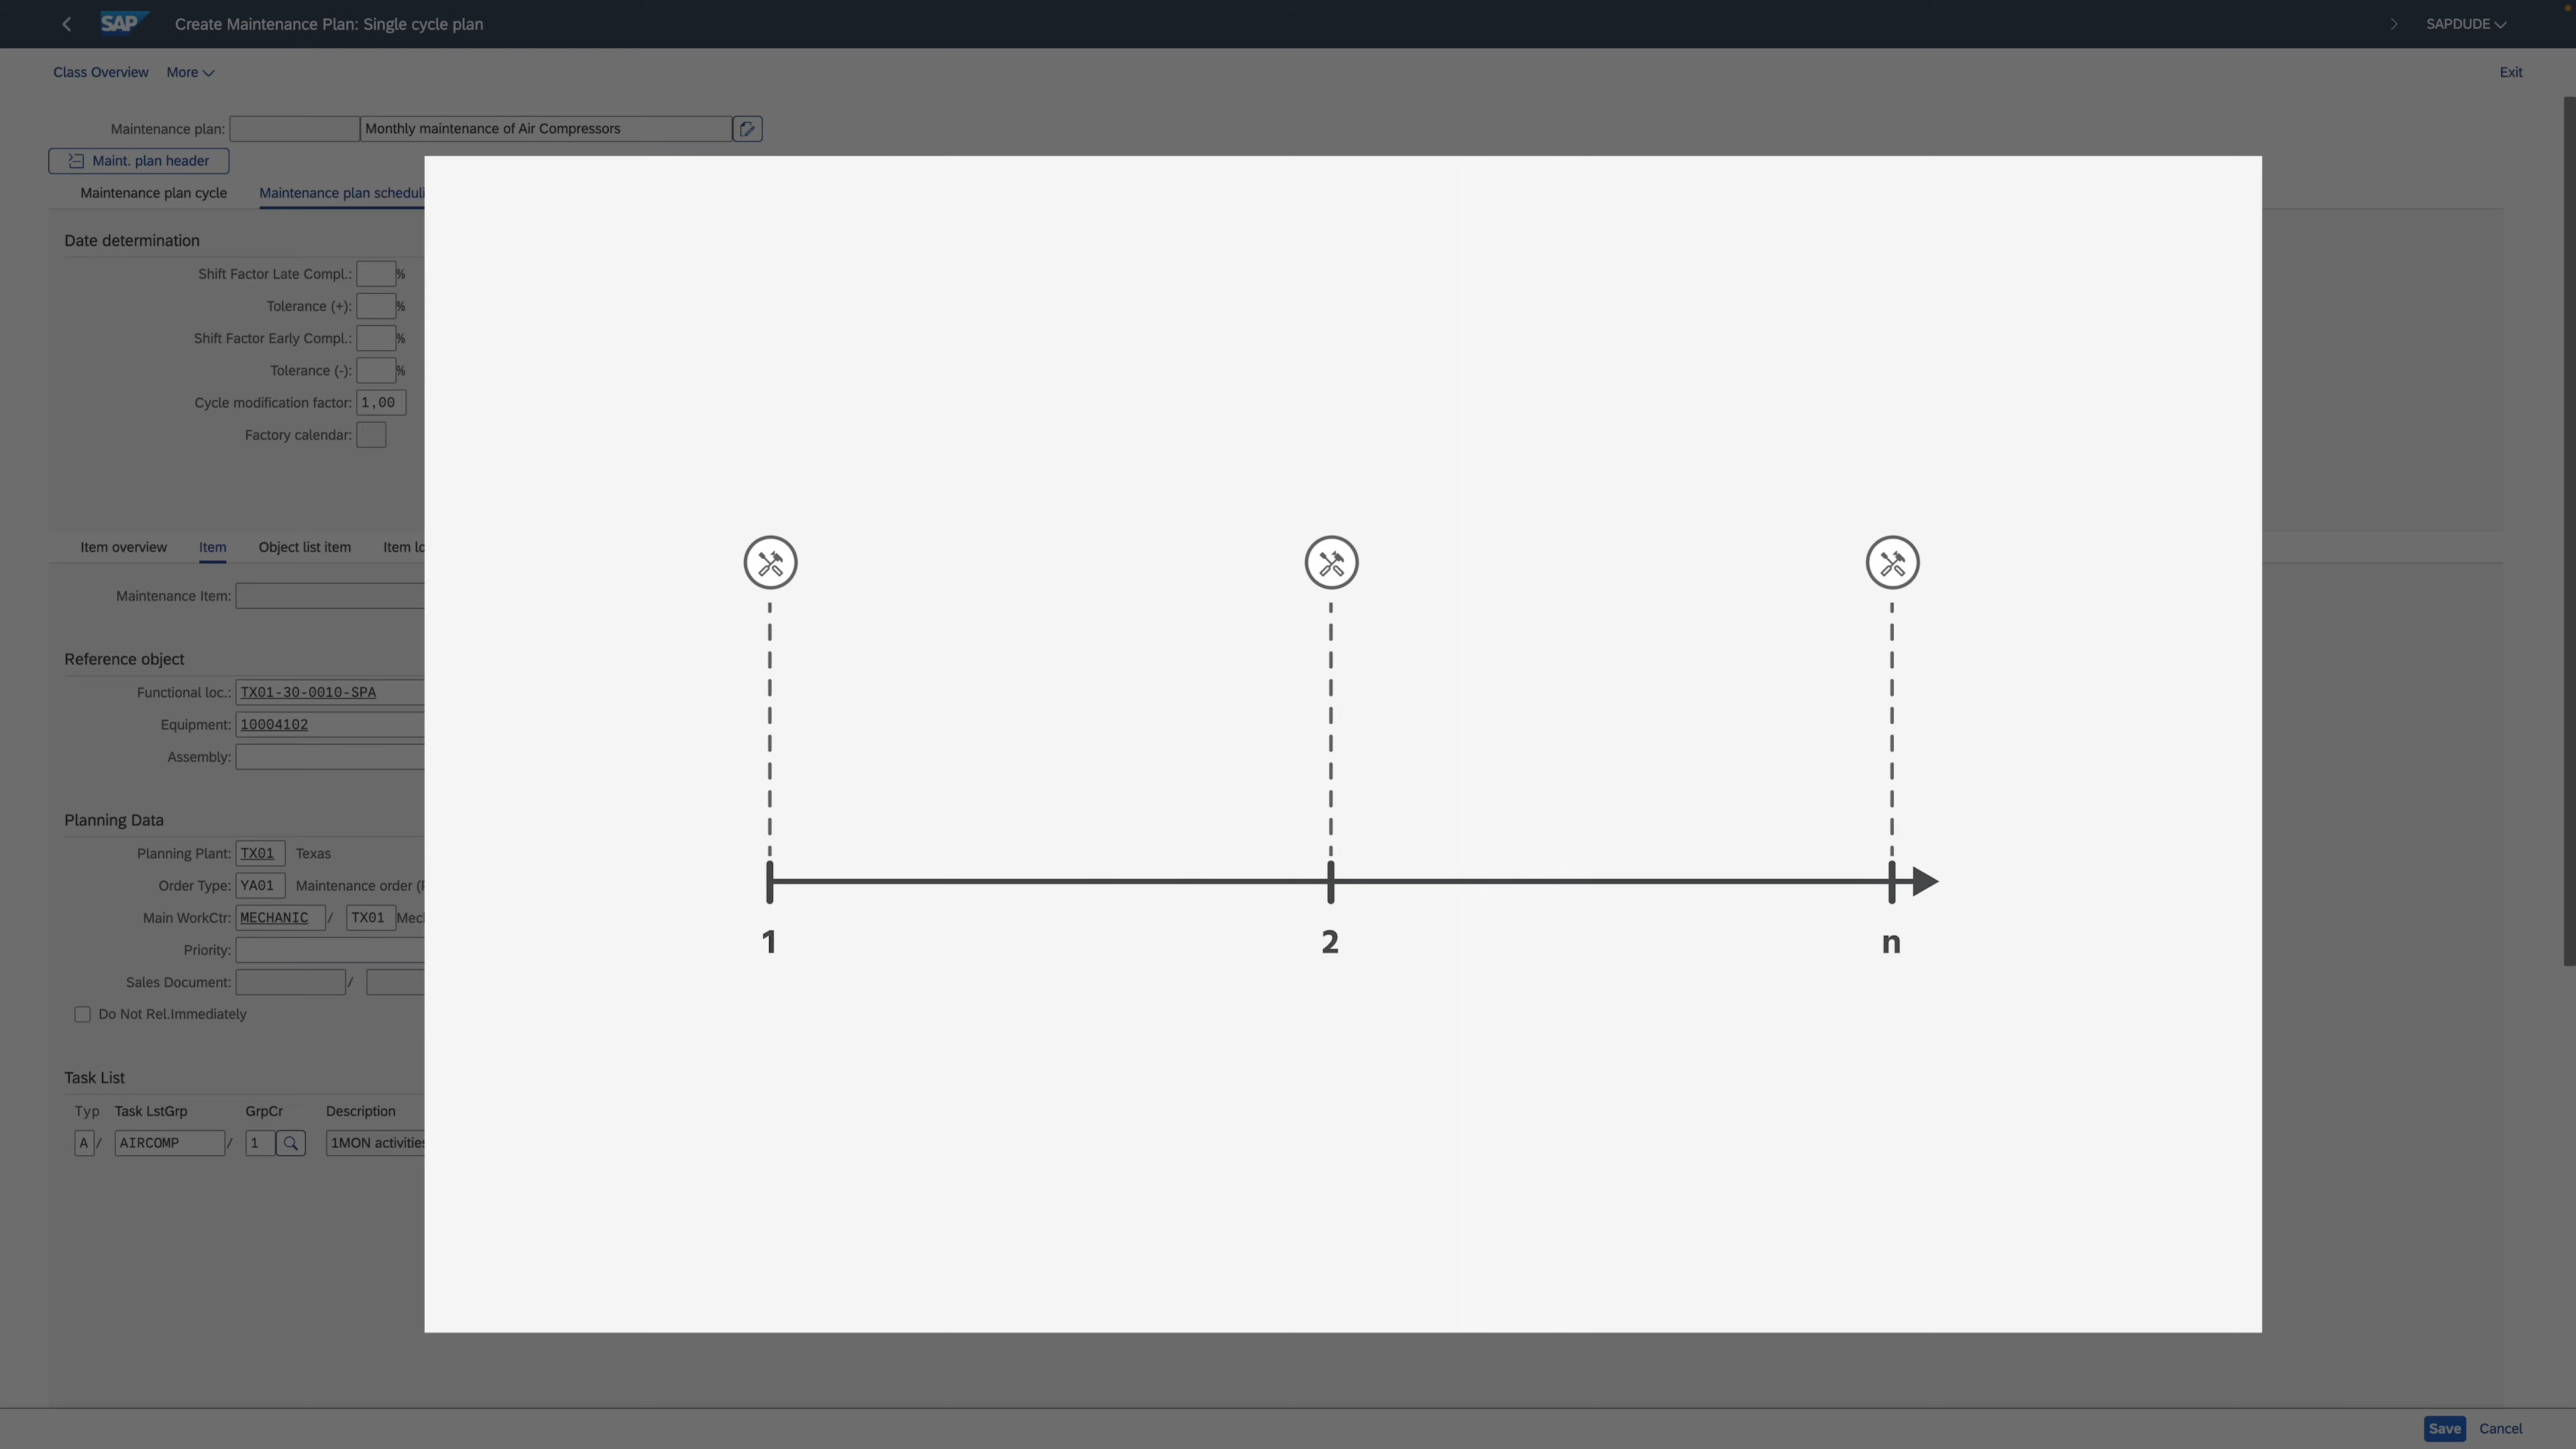 SAP Create Maintenance Plan: Single cycle plan SAPDUDE
Class Overview More Exit
Maintenance plan: Monthly maintenance of Air Compressors
Maint. plan header
Maintenance plan cycle Maintenance plan scheduli
Date determination
Shift Factor Late Compl.: %
Tolerance (+): %
Shift Factor Early Compl.: %
Tolerance (-): %
Cycle modification factor: 1,00
Factory calendar:
Item overview Item Object list item Item lo
Maintenance Item:
Reference object
Functional loc.: TX01-30-0010-SPA
Equipment: 10004102
Assembly:
Planning Data
Planning Plant: TX01 Texas
Order Type: YA01 Maintenance order (
Main WorkCtr: MECHANIC / TX01 Mec
Priority:
Sales Document: /
Do Not Rel.Immediately
Task List
Typ Task LstGrp GrpCr Description
A / AIRCOMP / 1 1MON activities
1 2 n
Save Cancel